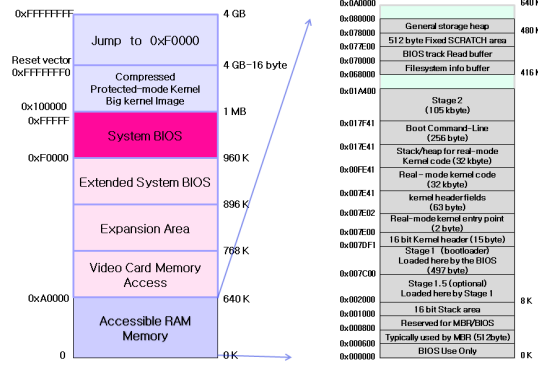 0xFFFFFFFF
4 GB
Jump to 0xF0000
Reset vector
0xFFFFFFF0
4 GB-16 byte
Compressed
Protected-mode Kernel
Big kernel Image
0x100000
1 MB
0xFFFFF
System BIOS
0xF0000
960 K
Extended System BIOS
896 K
Expansion Area
768 K
Video Card Memory
Access
0xA0000
640 K
Accessible RAM
Memory
0
0 K
0x0A0000
640 K
0x080000
General storage heap
480 K
0x078000
512 byte Fixed SCRATCH area
0x077E00
BIOS track Read buffer
0x070000
Filesystem info buffer
0x068000
416 K
0x01A400
Stage2
(105 kbyte)
0x017F41
Boot Command-Line
(256 byte)
0x017E41
Stack/heap for real-mode
Kernel code (32 kbyte)
0x00FE41
Real - mode kernel code
(32 kbyte)
0x007E41
kernel headerfields
(63 byte)
0x007E02
Real-mode kernel entry point
(2 byte)
0x007E00
16 bit Kernel header (15 byte)
0x007DF1
Stage 1 (bootloader)
Loaded here by the BIOS
(497 byte)
0x007C00
Stage 1.5 (optional)
Loaded here by Stage 1
0x002000
8 K
16 bit Stack area
0x001000
Reserved for MBR/BIOS
0x000800
Typically used by MBR (512byte)
0x000600
BIOS Use Only
0x000000
0 K